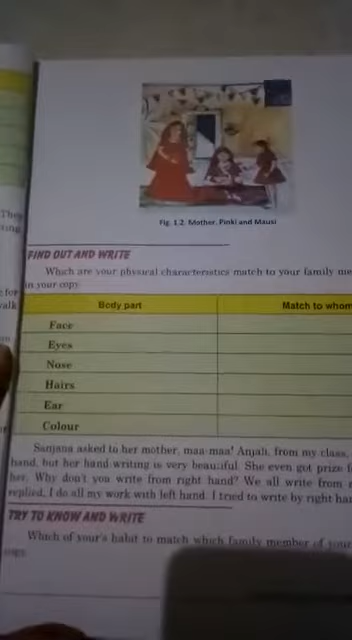 They
Fig. 1.2. Mother, Pinki and Mausi
FIND OUT AND WRITE
Which are your physical characteristics match to your family me
in your copy.
Body part Match to whom
Face
Eyes
Nose
Hairs
Ear
Colour
for
walk
Sanjana asked to her mother, maa-maa' Anjali, from my class,
hand, but her hand writing is very beautiful. She even got prize f
her. Why don't you write from right hand? We all write from
replied, I do all my work with left hand. I tried to write by right ha
TRY TO KNOW AND WRITE
Which of your's habit to match which family member of your
copy.